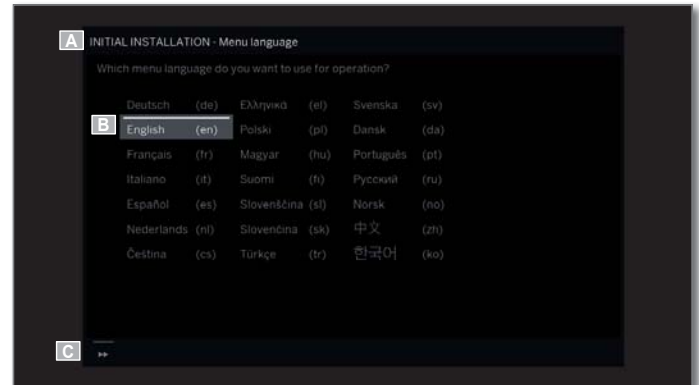 A INITIAL INSTALLATION - Menu language
Which menu language do you want to use for operation?
Deutsch (de) Ελληνικά (el) Svenska (sv)
B English (en) Polski (pl) Dansk (da)
Français (fr) Magyar (hu) Português (pt)
Italiano (it) Suomi (fi) Русский (ru)
Español (es) Slovenščina (sl) Norsk (no)
Nederlands (nl) Slovenčina (sk) 中文 (zh)
Čeština (cs) Türkçe (tr) 한국어 (ko)
C